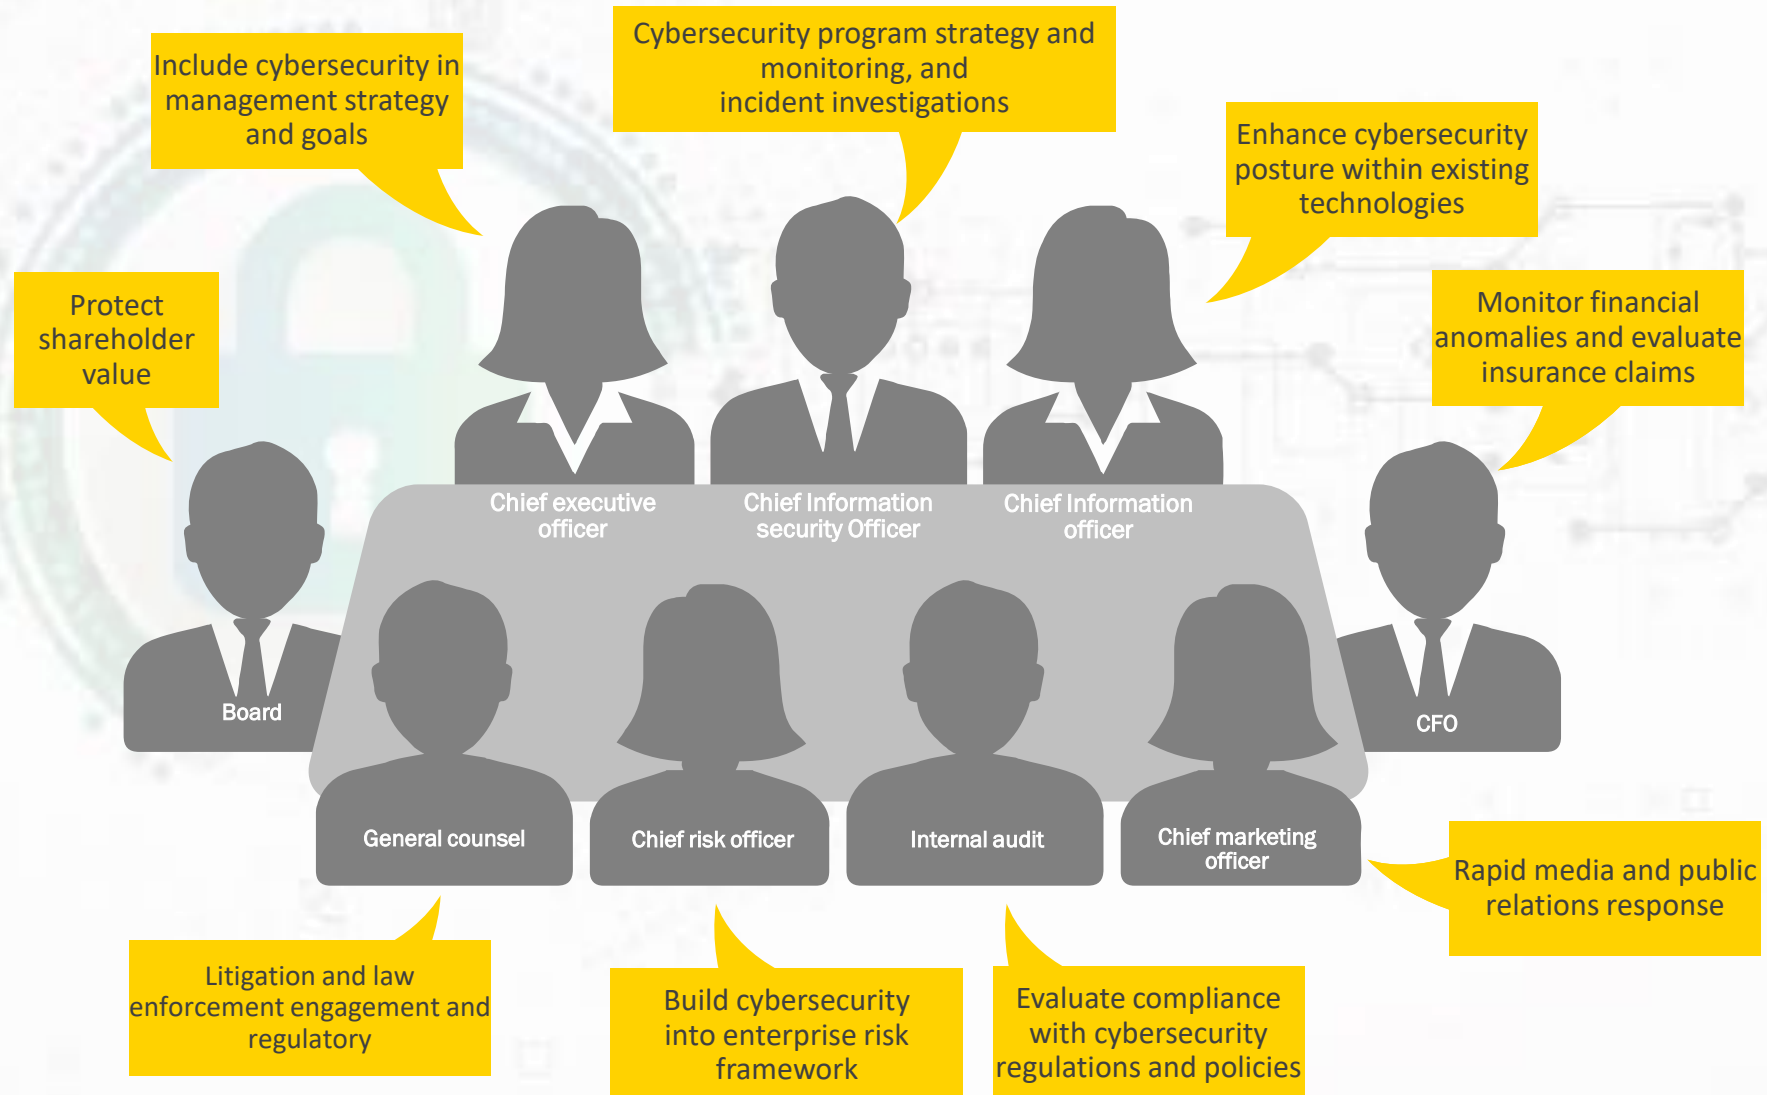 Cybersecurity program strategy and
monitoring, and
incident investigations
Include cybersecurity in
management strategy
and goals
Enhance cybersecurity
posture within existing
technologies
Protect
shareholder
value
Monitor financial
anomalies and evaluate
insurance claims
Chief executive
officer
Chief Information
security Officer
Chief Information
officer
Board
CFO
General counsel
Chief risk officer
Internal audit
Chief marketing
officer
Rapid media and public
relations response
Litigation and law
enforcement engagement and
regulatory
Build cybersecurity
into enterprise risk
framework
Evaluate compliance
with cybersecurity
regulations and policies